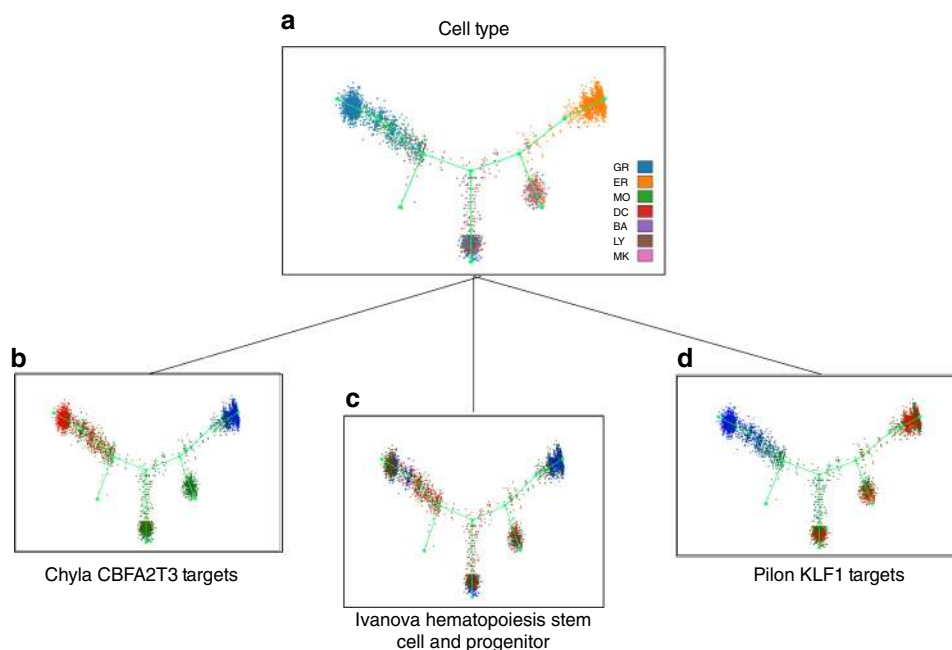 a
Cell type
GR
ER
MO
DC
BA
LY
MK
b
Chyla CBFA2T3 targets
c
Ivanova hematopoiesis stem
cell and progenitor
d
Pilon KLF1 targets